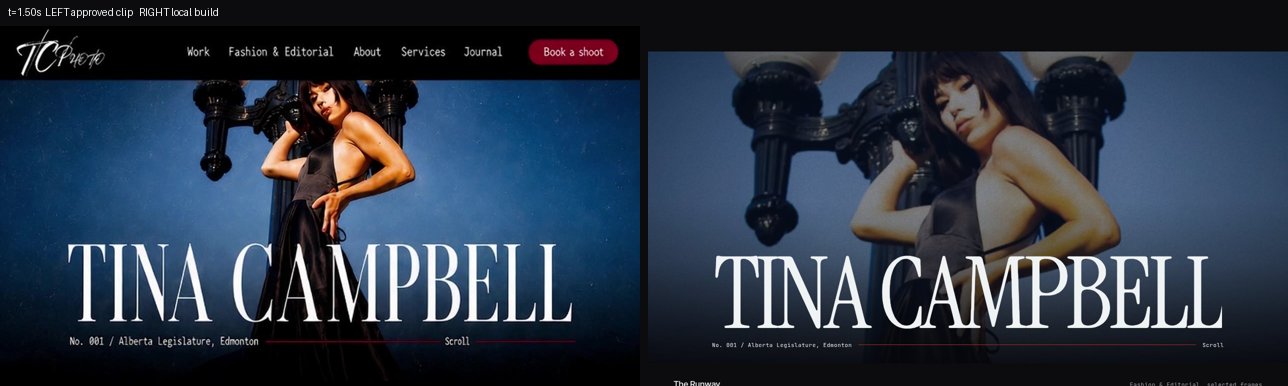 t=1.50s LEFT approved clip RIGHT local build
TCPhoto
Work Fashion & Editorial About Services Journal Book a shoot
TINA CAMPBELL
No. 001 / Alberta Legislature, Edmonton Scroll
TINA CAMPBELL
No. 001 / Alberta Legislature, Edmonton Scroll
The Runway
Fashion & Editorial, selected frames